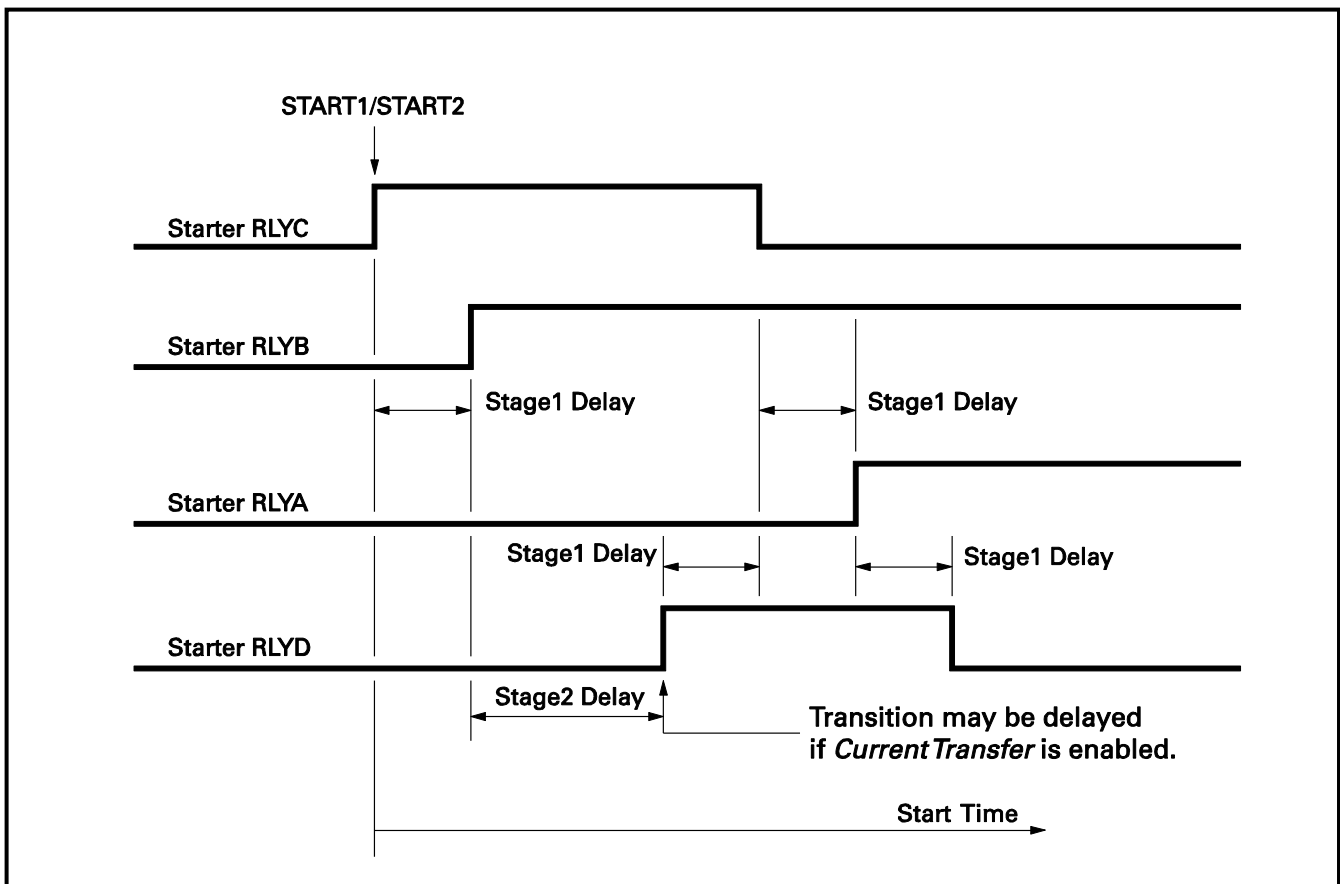 START1/START2
Starter RLYC
Starter RLYB
Stage1 Delay
Stage1 Delay
Starter RLYA
Stage1 Delay
Stage1 Delay
Starter RLYD
Stage2 Delay
Transition may be delayed
if Current Transfer is enabled.
Start Time